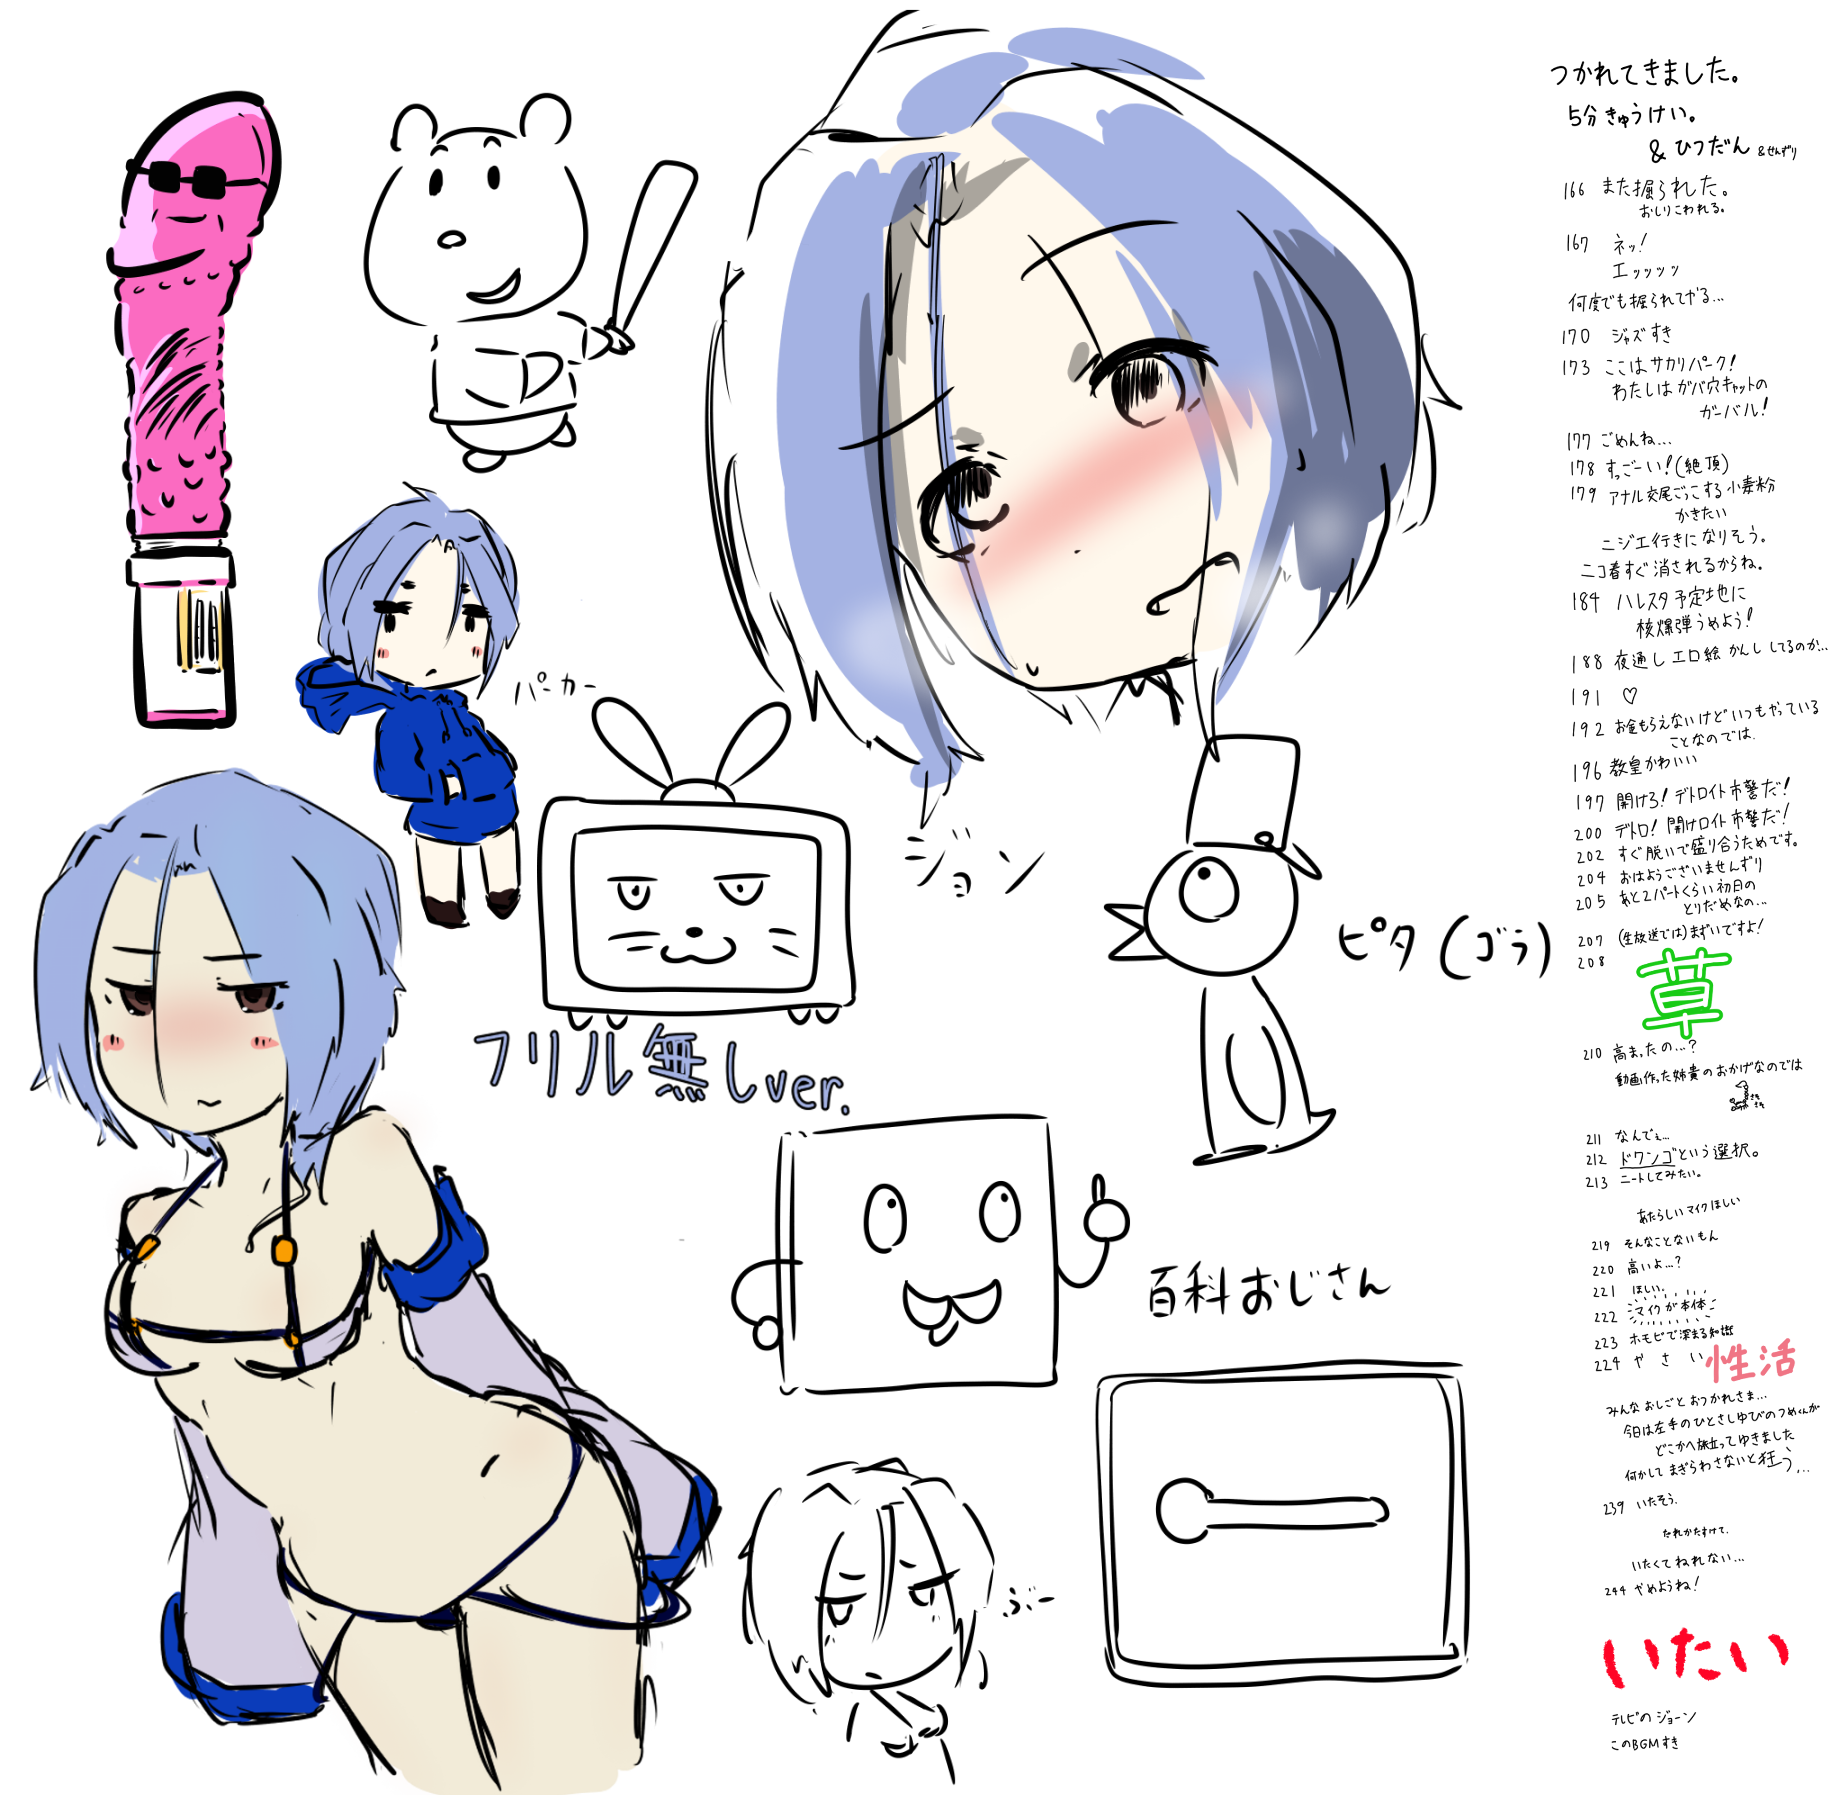 つかれてきました。
5分きゅうけい。
& ひつだん &せんずり
166 また掘られた。
おしりこわれる。
167 ネッ!
エッッッッ
何度でも掘られてやる...
170 ジャズすき
173 ここはサカリパーク!
わたしはガバ穴キャットの
ガーバル!
177 ごめんね...
178 すっごーい!(絶頂)
179 アナル交尾ごっこする小麦粉
かきたい
ニジエ行きになりそう。
ニコ春すぐ消されるからね。
184 ハレスタ予定地に
核爆弾うめよう!
188 夜通しエロ絵かんししてるのか...
191 ♡
192 お金もらえないけどいつもやっている
ことなのでは.
196 教皇かわいい
197 開けろ!デトロイト市警だ!
200 デトロ!開けロイト市警だ!
202 すぐ脱いで盛り合うためです。
204 おはようございませんずり
205 あと2パートくらい初日の
とりだめなの...
207 (生放送では)まずいですよ!
208
草
210 高まったの...?
動画作った姉貴のおかげなのでは
211 なんでぇ...
212 ドワンゴという選択。
213 ニートしてみたい。
あたらしいマイクほしい
219 そんなことないもん
220 高いよ...?
221 ほしい.
222 マイクが本体
223 ホモビで深まる知識
224 やさい性活
みんなおしごとおつかれさま...
今日は左手のひとさしゆびのつめくんが
どこかへ旅立ってゆきました
何かしてまぎらわさないと狂う...
239 いたそう.
たれかたすけて.
いたくてねれない...
244 やめようね!
いたい
テレビのジョーン
このBGMすき
パーカー
ジョン
ピタ(ゴラ)
フリル無しver.
百科おじさん
ぶー